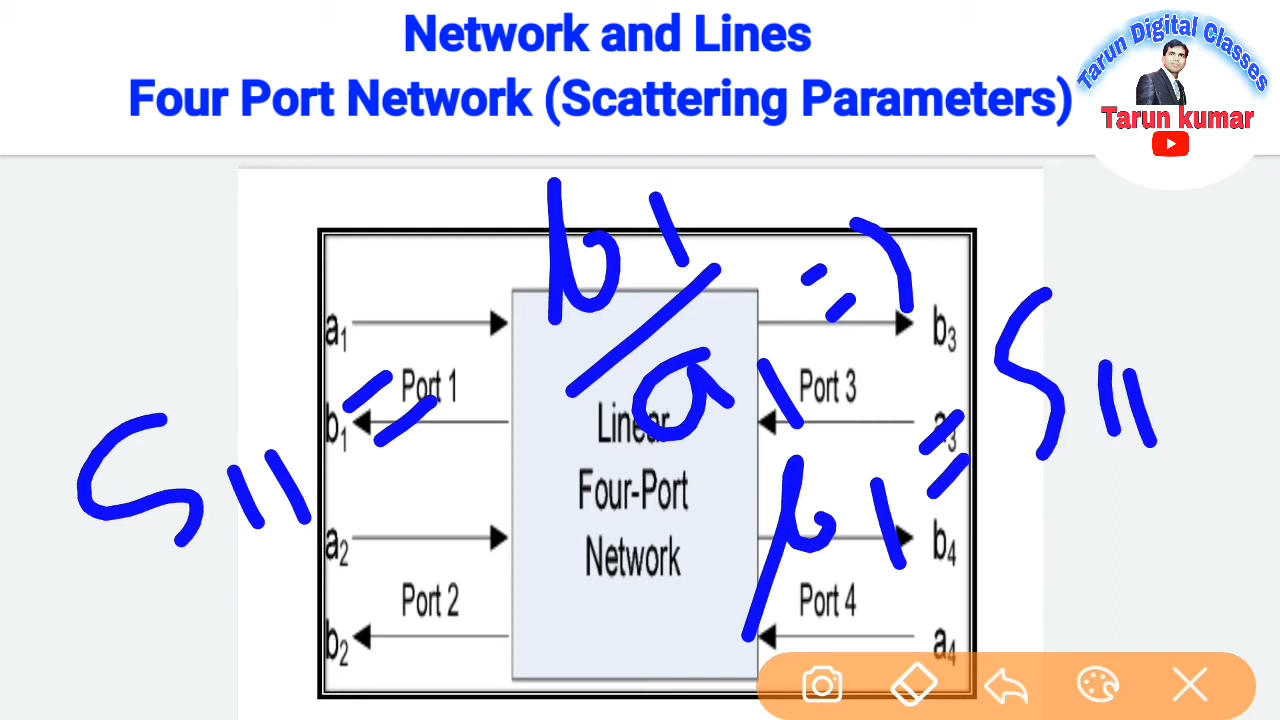 Network and Lines
Four Port Network (Scattering Parameters)
Tarun Digital Classes
Tarun kumar
a1
Port 1
b1
a2
Port 2
b2
Linear
Four-Port
Network
b3
Port 3
a3
b4
Port 4
a4
S11 = b1/a1 =)
b1 = S11